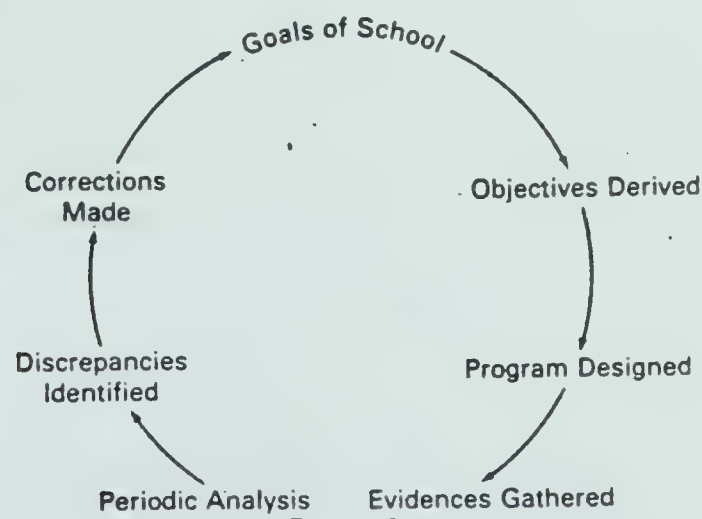 Goals of School
Objectives Derived
Program Designed
Evidences Gathered
Periodic Analysis
Discrepancies
Identified
Corrections
Made